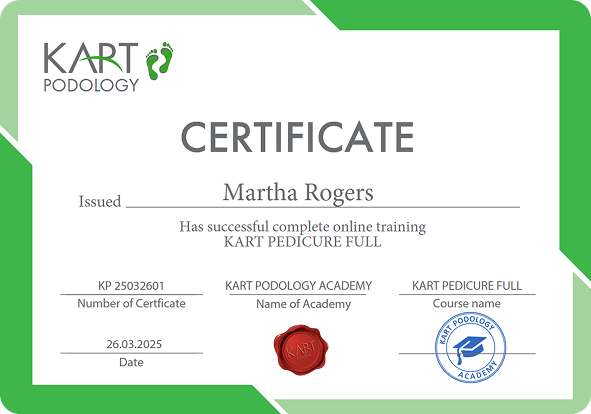 KART
PODOLOGY
CERTIFICATE
Issued Martha Rogers
Has successful complete online training
KART PEDICURE FULL
KP 25032601
Number of Certficate
KART PODOLOGY ACADEMY
Name of Academy
KART PEDICURE FULL
Course name
26.03.2025
Date
KART
KART PODOLOGY
ACADEMY